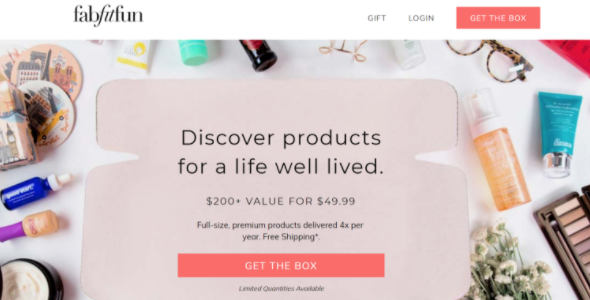 fabfitfun
GIFT
LOGIN
GET THE BOX
Discover products
for a life well lived.
$200+ VALUE FOR $49.99
Full-size, premium products delivered 4x per
year. Free Shipping*.
GET THE BOX
Limited Quantities Available